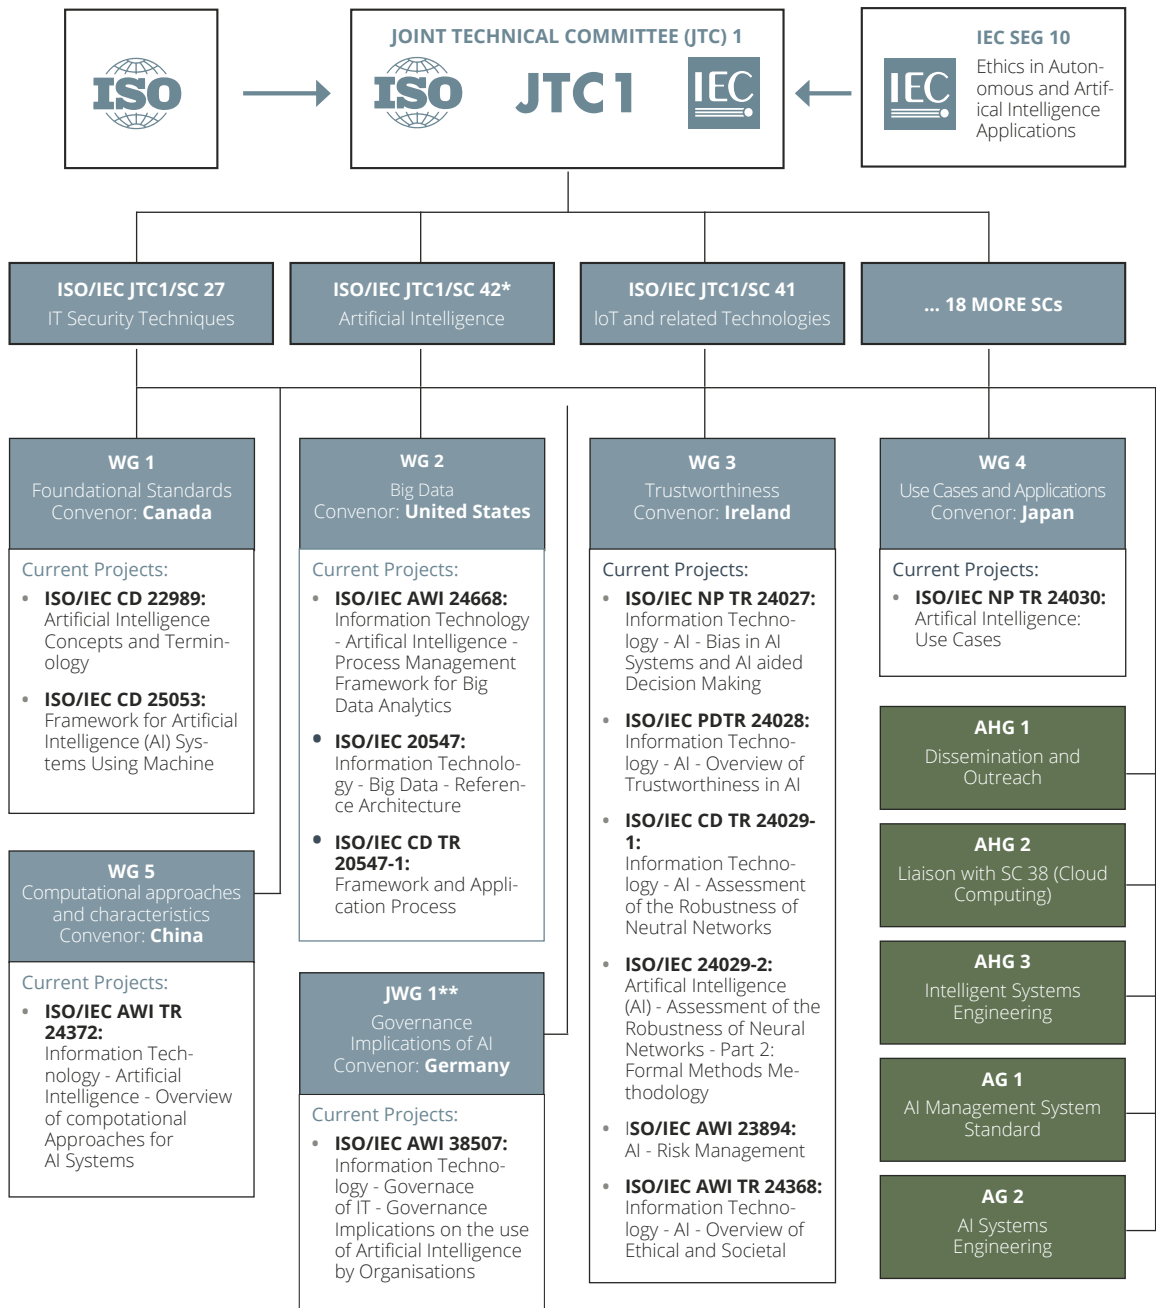 ISO
JOINT TECHNICAL COMMITTEE (JTC) 1
ISO
JTC1
IEC
IEC SEG 10
IEC
Ethics in Auton-
omous and Artif-
ical Intelligence
Applications
ISO/IEC JTC1/SC 27
IT Security Techniques
ISO/IEC JTC1/SC 42*
Artificial Intelligence
ISO/IEC JTC1/SC 41
IoT and related Technologies
... 18 MORE SCs
WG 1
Foundational Standards
Convenor: Canada
Current Projects:
• ISO/IEC CD 22989:
Artificial Intelligence
Concepts and Termin-
ology
• ISO/IEC CD 25053:
Framework for Artificial
Intelligence (AI) Sys-
tems Using Machine
WG 5
Computational approaches
and characteristics
Convenor: China
Current Projects:
• ISO/IEC AWI TR
24372:
Information Tech-
nology - Artificial
Intelligence - Overview
of compotational
Approaches for
AI Systems
WG 2
Big Data
Convenor: United States
Current Projects:
• ISO/IEC AWI 24668:
Information Technology
- Artifical Intelligence -
Process Management
Framework for Big
Data Analytics
• ISO/IEC 20547:
Information Technolo-
gy - Big Data - Referen-
ce Architecture
• ISO/IEC CD TR
20547-1:
Framework and Appli-
cation Process
JWG 1**
Governance
Implications of AI
Convenor: Germany
Current Projects:
• ISO/IEC AWI 38507:
Information Techno-
logy - Governace
of IT - Governance
Implications on the use
of Artificial Intelligence
by Organisations
WG 3
Trustworthiness
Convenor: Ireland
Current Projects:
• ISO/IEC NP TR 24027:
Information Techno-
logy - AI - Bias in AI
Systems and AI aided
Decision Making
• ISO/IEC PDTR 24028:
Information Techno-
logy - AI - Overview of
Trustworthiness in AI
• ISO/IEC CD TR 24029-
1:
Information Techno-
logy - AI - Assessment
of the Robustness of
Neutral Networks
• ISO/IEC 24029-2:
Artifical Intelligence
(AI) - Assessment of the
Robustness of Neural
Networks - Part 2:
Formal Methods Me-
thodology
• ISO/IEC AWI 23894:
AI - Risk Management
• ISO/IEC AWI TR 24368:
Information Techno-
logy - AI - Overview of
Ethical and Societal
WG 4
Use Cases and Applications
Convenor: Japan
Current Projects:
• ISO/IEC NP TR 24030:
Artifical Intelligence:
Use Cases
AHG 1
Dissemination and
Outreach
AHG 2
Liaison with SC 38 (Cloud
Computing)
AHG 3
Intelligent Systems
Engineering
AG 1
AI Management System
Standard
AG 2
AI Systems
Engineering